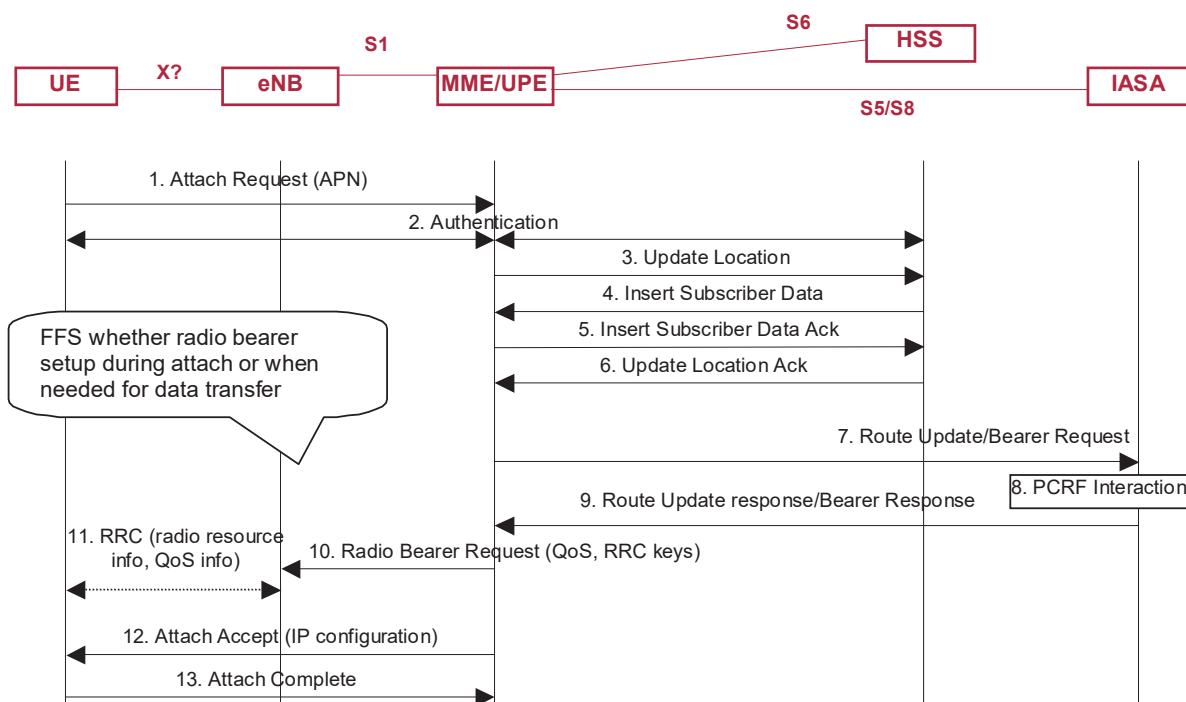 S6
HSS
S1
X?
UE
eNB
MME/UPE
IASA
S5/S8
1. Attach Request (APN)
2. Authentication
3. Update Location
4. Insert Subscriber Data
FFS whether radio bearer
setup during attach or when
needed for data transfer
5. Insert Subscriber Data Ack
6. Update Location Ack
7. Route Update/Bearer Request
8. PCRF Interaction
9. Route Update response/Bearer Response
11. RRC (radio resource
info, QoS info)
10. Radio Bearer Request (QoS, RRC keys)
12. Attach Accept (IP configuration)
13. Attach Complete